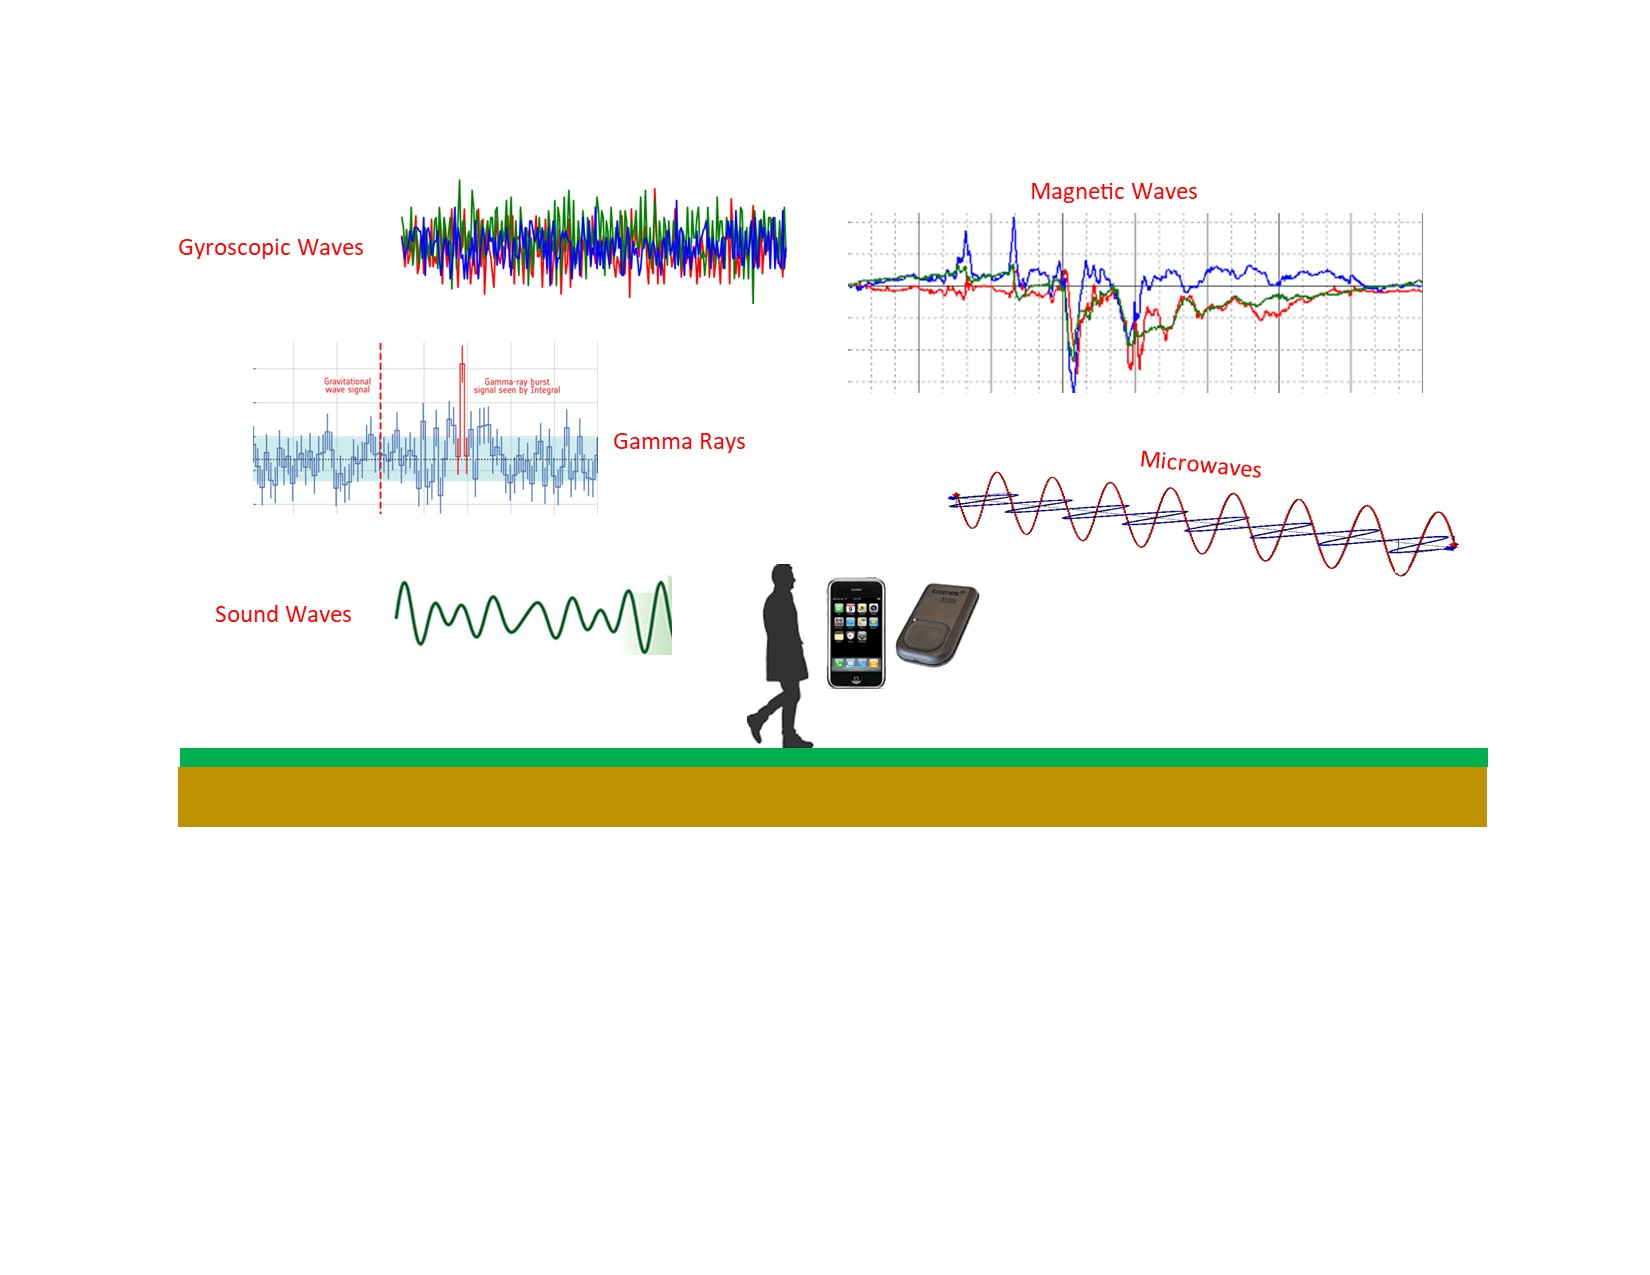 Magnetic Waves
Gyroscopic Waves
Gravitational
wave signal
Gamma-ray burst
signal seen by Integral
Gamma Rays
Microwaves
Sound Waves